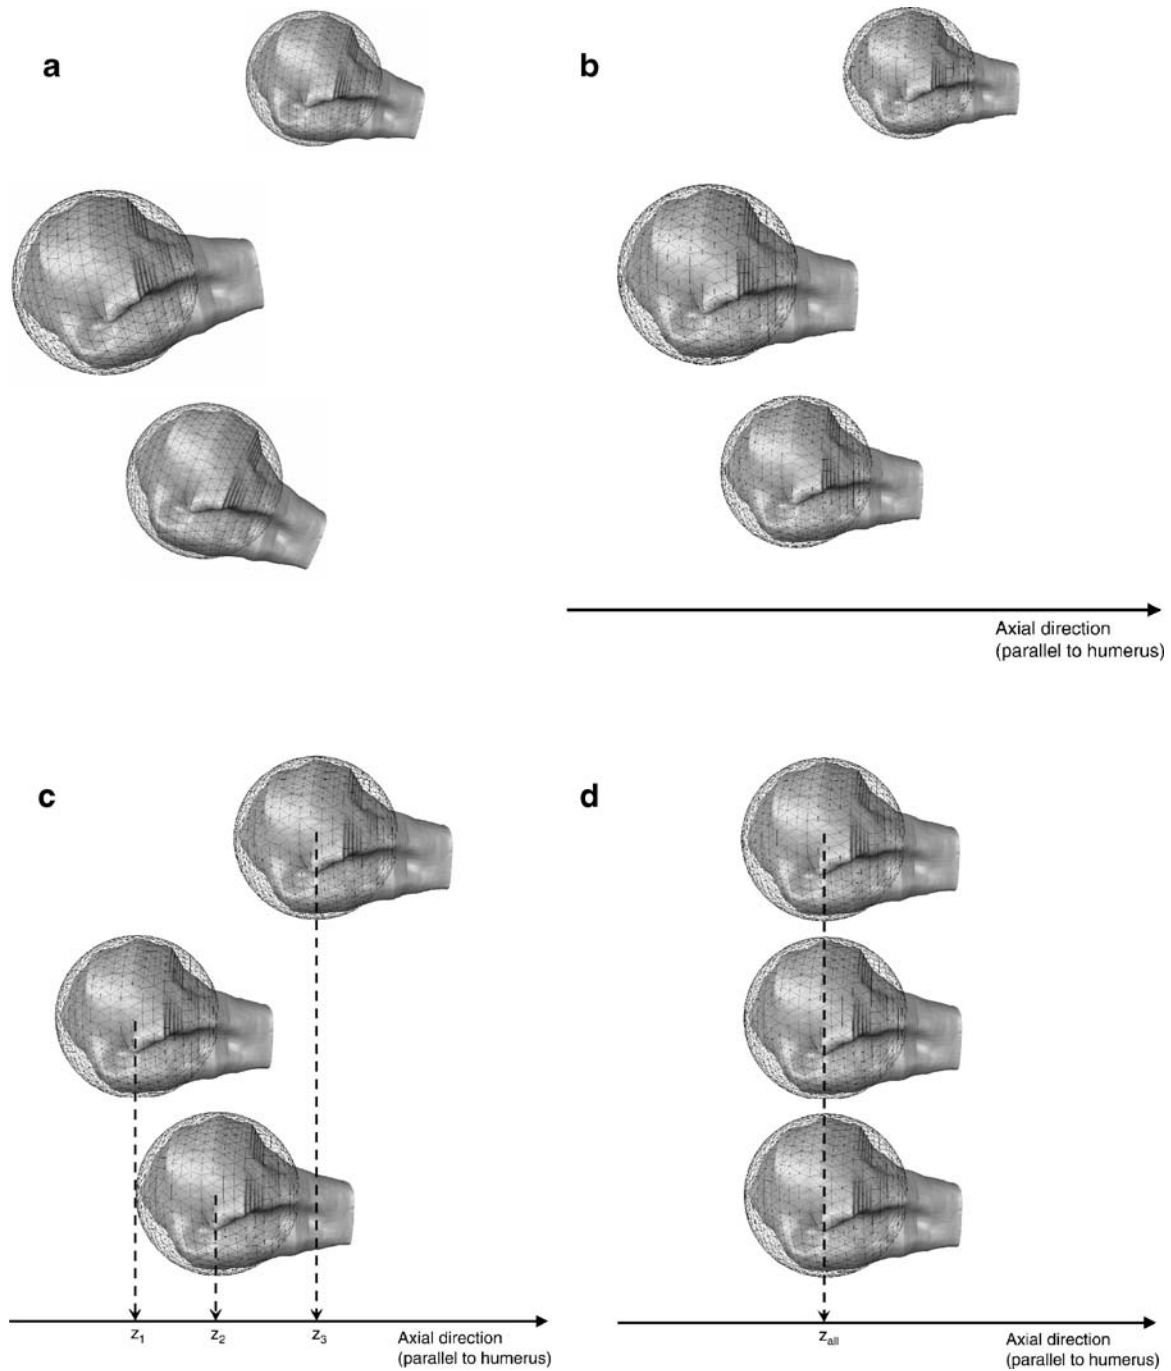 a
b
Axial direction
(parallel to humerus)
c
d
z1
z2
z3
Axial direction
(parallel to humerus)
zall
Axial direction
(parallel to humerus)